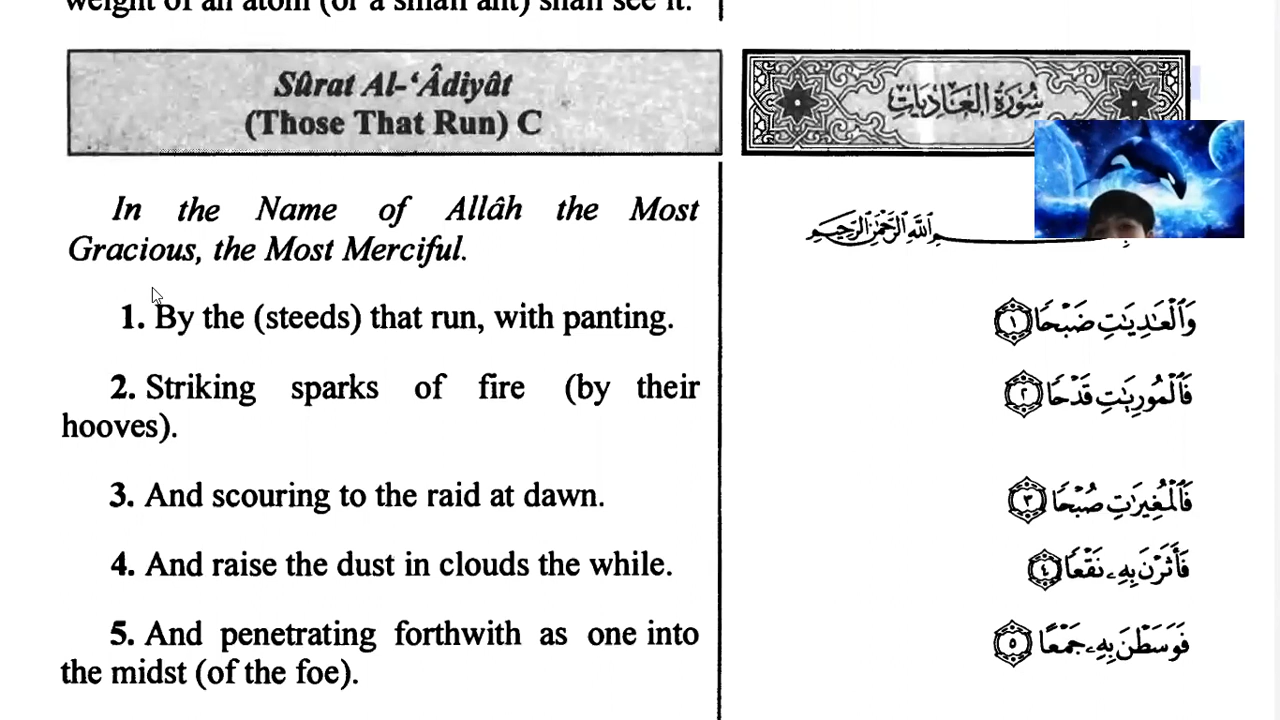 weight of an atom (or a small ant) shall see it.
Sûrat Al-‘Âdiyât
(Those That Run) C
سُورَةُ الْعَادِيَاتِ
In the Name of Allâh the Most
Gracious, the Most Merciful.
ٱللَّهِ ٱلرَّحْمَٰنِ ٱلرَّحِيمِ
1. By the (steeds) that run, with panting.
وَٱلْعَٰدِيَٰتِ ضَبْحًا ١
2. Striking sparks of fire (by their
hooves).
فَٱلْمُورِيَٰتِ قَدْحًا ٢
3. And scouring to the raid at dawn.
فَٱلْمُغِيرَٰتِ صُبْحًا ٣
4. And raise the dust in clouds the while.
فَأَثَرْنَ بِهِۦ نَقْعًا ٤
5. And penetrating forthwith as one into
the midst (of the foe).
فَوَسَطْنَ بِهِۦ جَمْعًا ٥